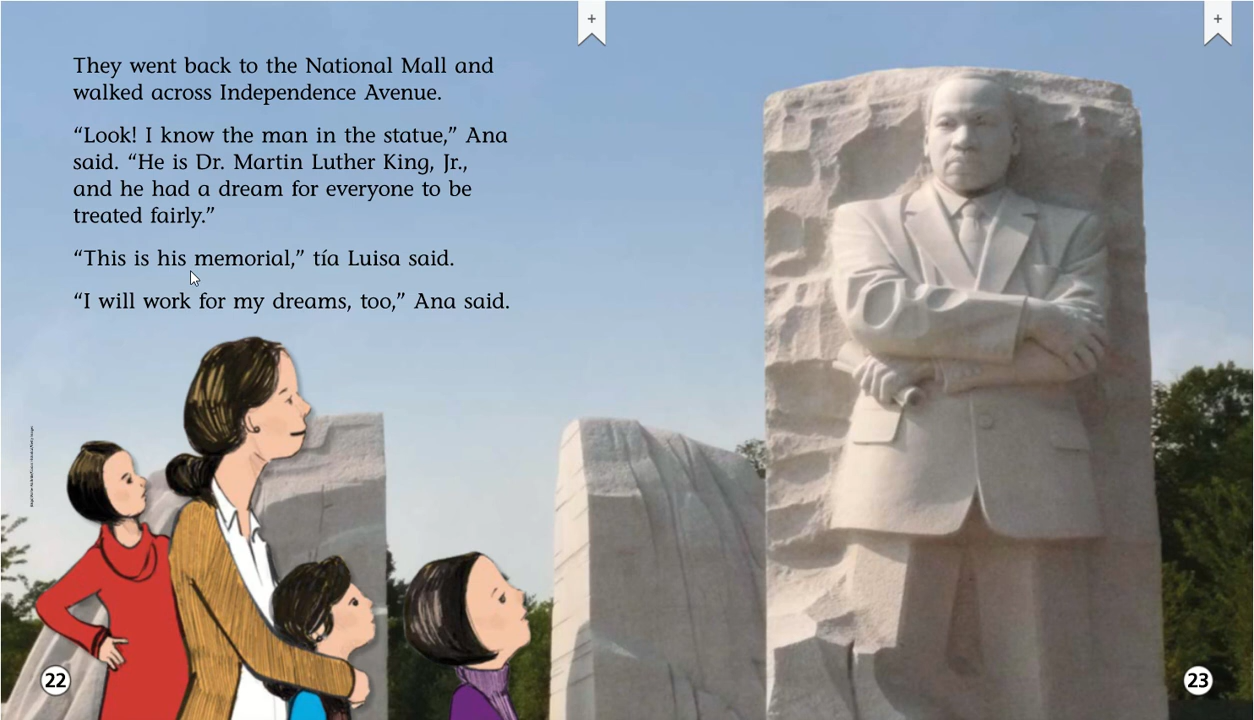 They went back to the National Mall and
walked across Independence Avenue.
“Look! I know the man in the statue,” Ana
said. “He is Dr. Martin Luther King, Jr.,
and he had a dream for everyone to be
treated fairly.”
“This is his memorial,” tía Luisa said.
“I will work for my dreams, too,” Ana said.
22
23